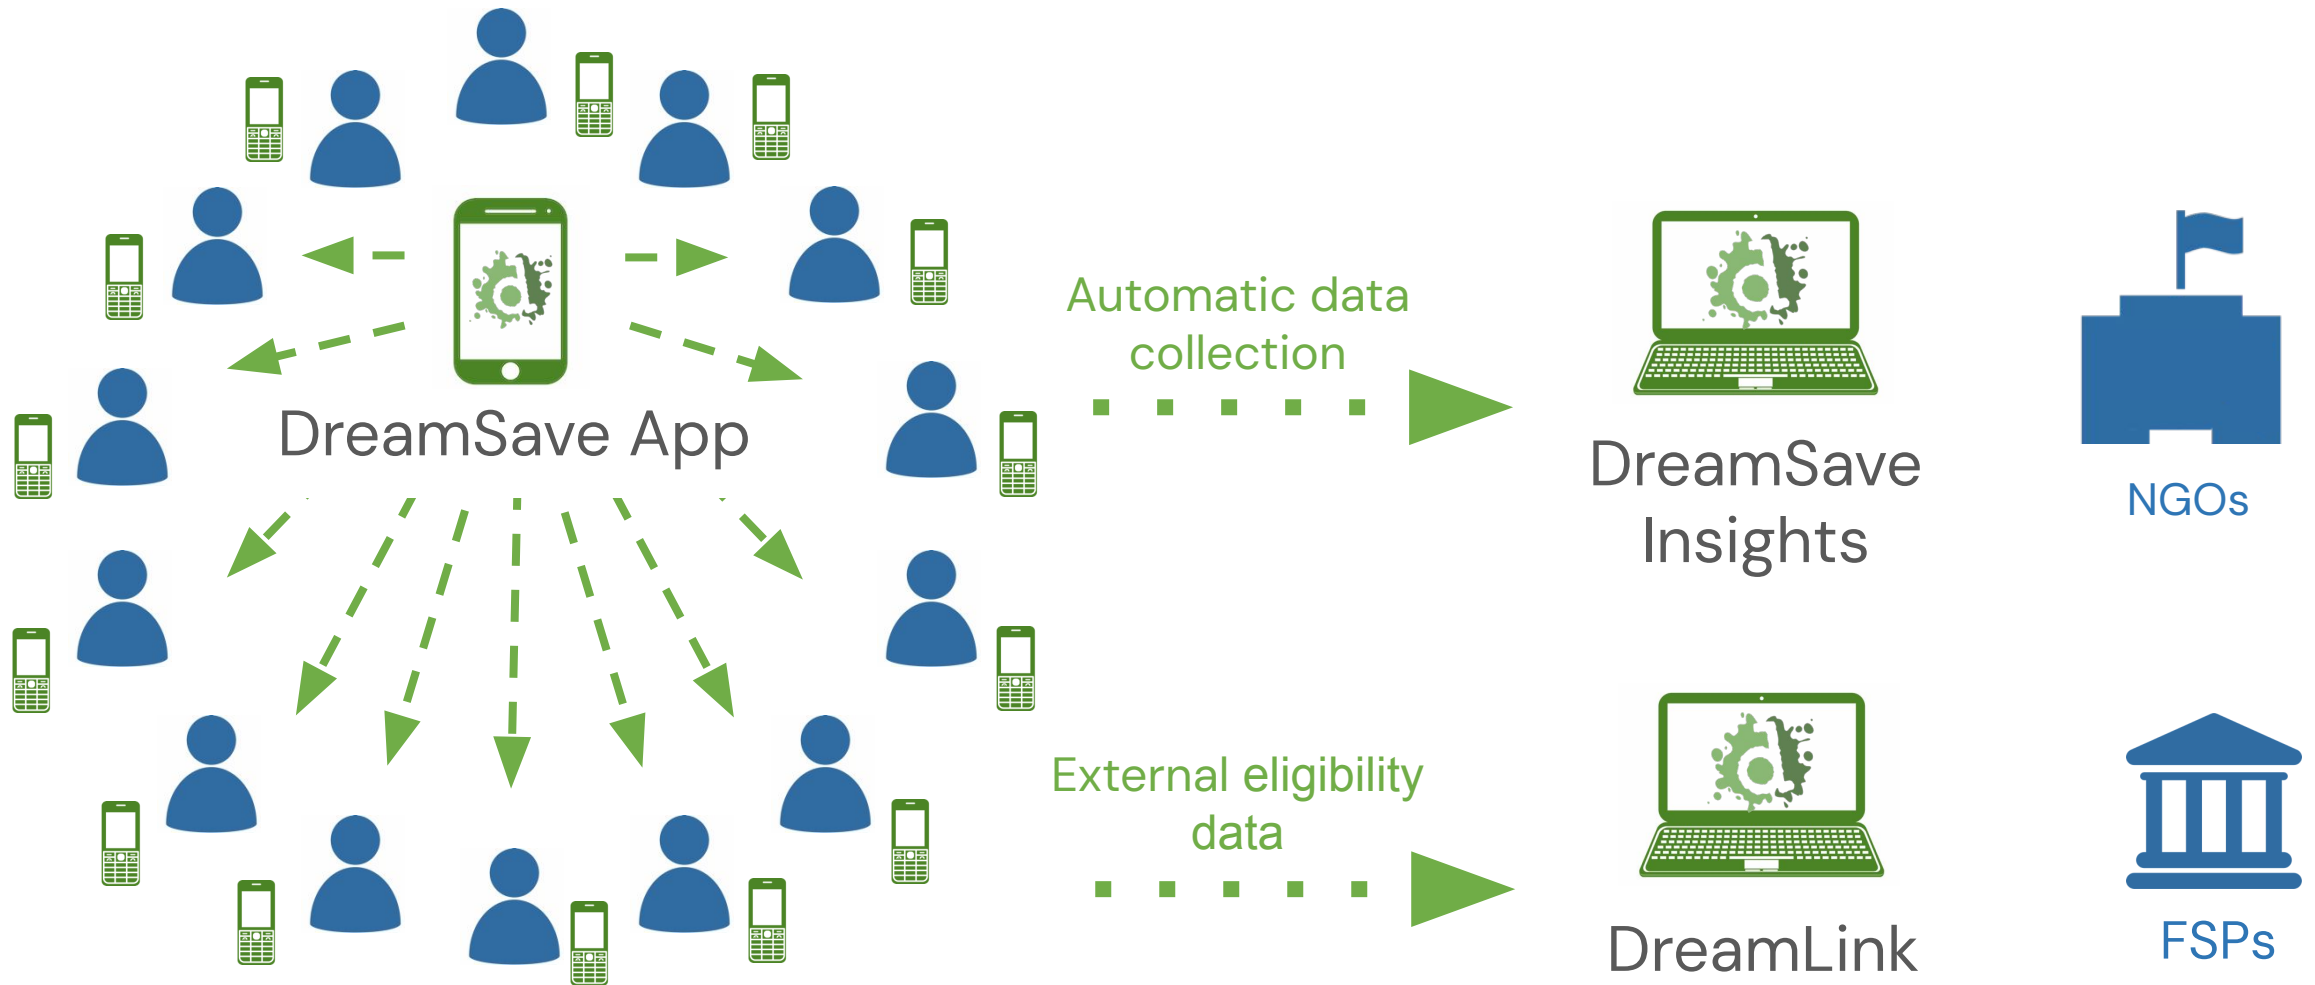 DreamSave App
Automatic data
collection
DreamSave
Insights
NGOs
External eligibility
data
DreamLink
FSPs